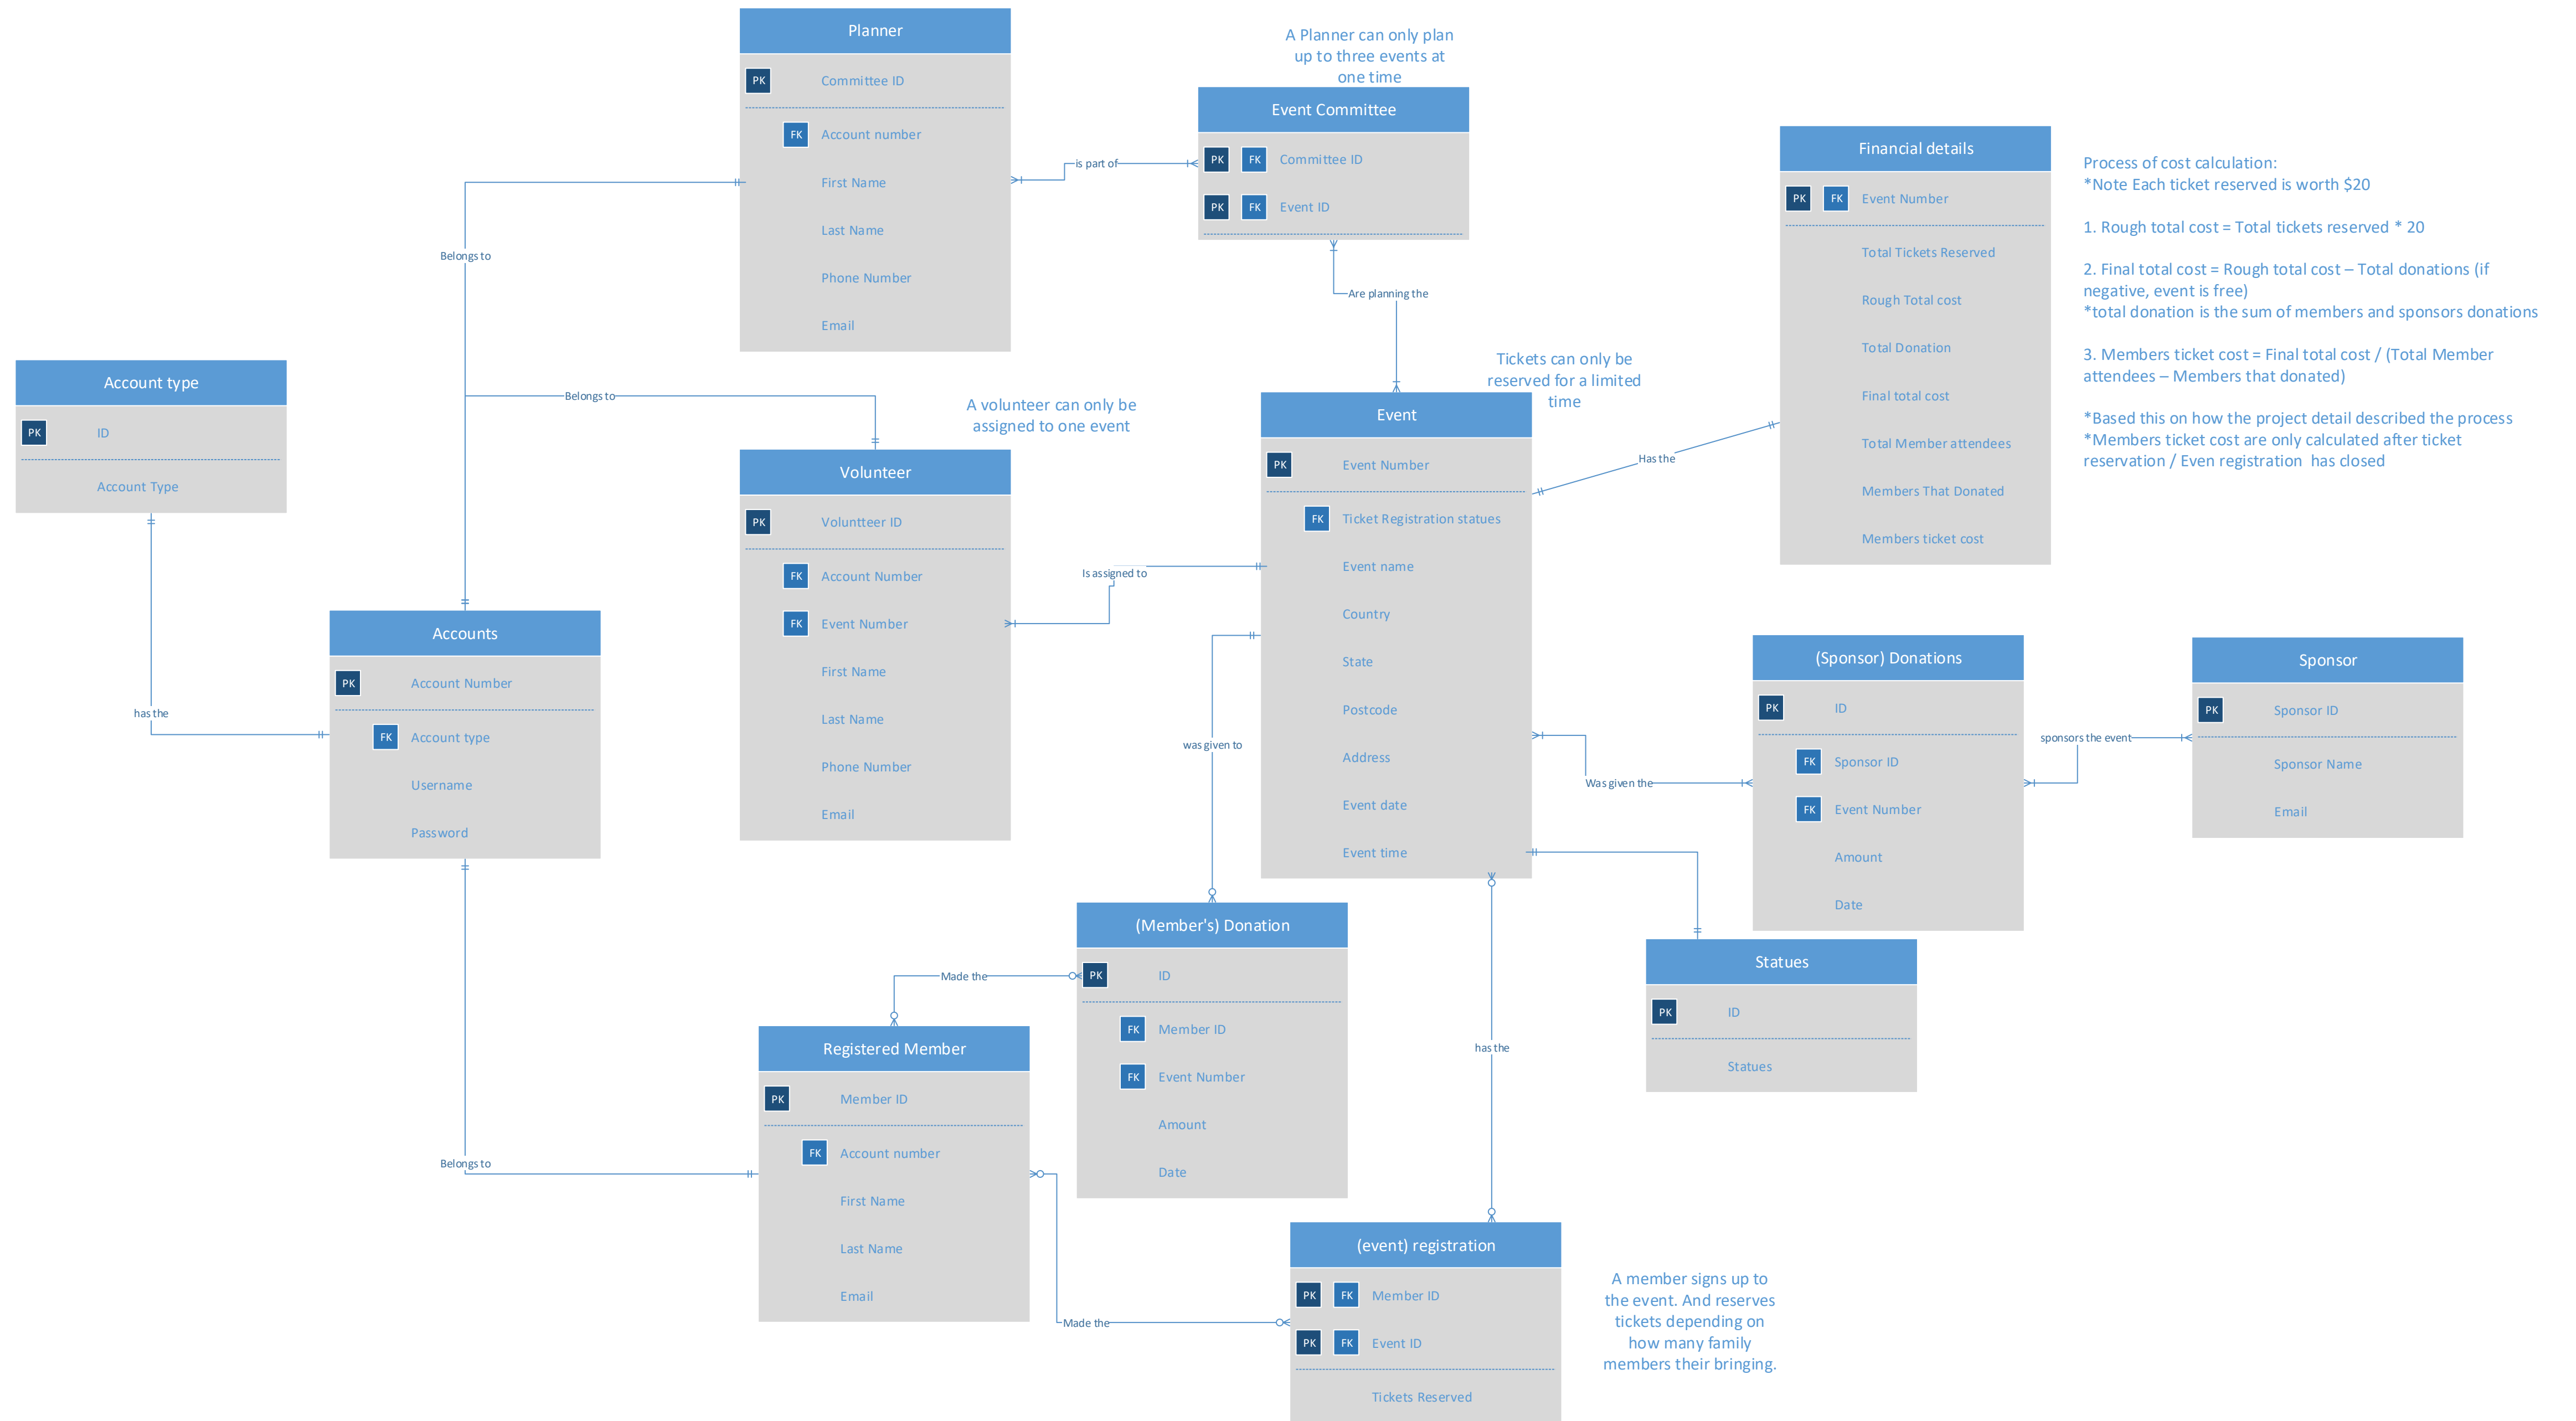 Planner
PK Committee ID
FK Account number
First Name
Last Name
Phone Number
Email
A Planner can only plan
up to three events at
one time
Event Committee
PK FK Committee ID
PK FK Event ID
is part of
Are planning the
Financial details
PK FK Event Number
Total Tickets Reserved
Rough Total cost
Total Donation
Final total cost
Total Member attendees
Members That Donated
Members ticket cost
Process of cost calculation:
*Note Each ticket reserved is worth $20
1. Rough total cost = Total tickets reserved * 20
2. Final total cost = Rough total cost – Total donations (if
negative, event is free)
*total donation is the sum of members and sponsors donations
3. Members ticket cost = Final total cost / (Total Member
attendees – Members that donated)
*Based this on how the project detail described the process
*Members ticket cost are only calculated after ticket
reservation / Even registration has closed
Belongs to
Belongs to
Account type
PK ID
Account Type
has the
Accounts
PK Account Number
FK Account type
Username
Password
Belongs to
A volunteer can only be
assigned to one event
Volunteer
PK Voluntteer ID
FK Account Number
FK Event Number
First Name
Last Name
Phone Number
Email
Is assigned to
Tickets can only be
reserved for a limited
time
Event
PK Event Number
FK Ticket Registration statues
Event name
Country
State
Postcode
Address
Event date
Event time
Has the
was given to
Was given the
(Sponsor) Donations
PK ID
FK Sponsor ID
FK Event Number
Amount
Date
sponsors the event
Sponsor
PK Sponsor ID
Sponsor Name
Email
Statues
PK ID
Statues
(Member's) Donation
PK ID
FK Member ID
FK Event Number
Amount
Date
Made the
Registered Member
PK Member ID
FK Account number
First Name
Last Name
Email
Made the
has the
(event) registration
PK FK Member ID
PK FK Event ID
Tickets Reserved
A member signs up to
the event. And reserves
tickets depending on
how many family
members their bringing.